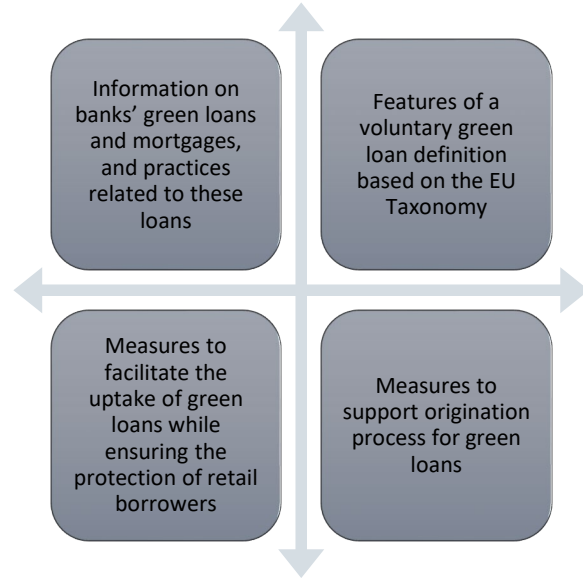 Information on
banks’ green loans
and mortgages,
and practices
related to these
loans
Features of a
voluntary green
loan definition
based on the EU
Taxonomy
Measures to
facilitate the
uptake of green
loans while
ensuring the
protection of retail
borrowers
Measures to
support origination
process for green
loans